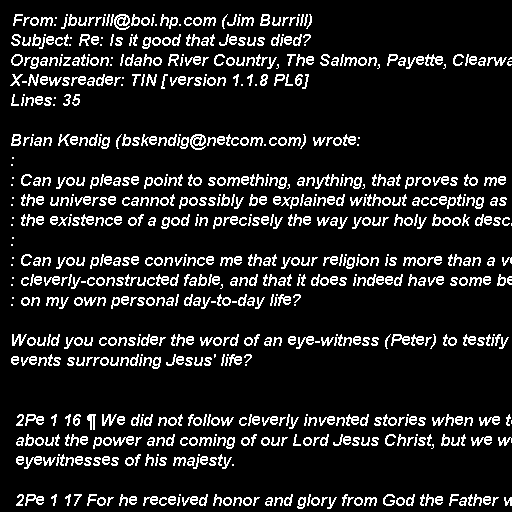 From: jburrill@boi.hp.com (Jim Burrill)
Subject: Re: Is it good that Jesus died?
Organization: Idaho River Country, The Salmon, Payette, Clearwa
X-Newsreader: TIN [version 1.1.8 PL6]
Lines: 35
Brian Kendig (bskendig@netcom.com) wrote:
:
: Can you please point to something, anything, that proves to me
: the universe cannot possibly be explained without accepting as
: the existence of a god in precisely the way your holy book desc
:
: Can you please convince me that your religion is more than a v
: cleverly-constructed fable, and that it does indeed have some be
: on my own personal day-to-day life?
Would you consider the word of an eye-witness (Peter) to testify
events surrounding Jesus' life?
2Pe 1 16 ¶ We did not follow cleverly invented stories when we t
about the power and coming of our Lord Jesus Christ, but we w
eyewitnesses of his majesty.
2Pe 1 17 For he received honor and glory from God the Father w